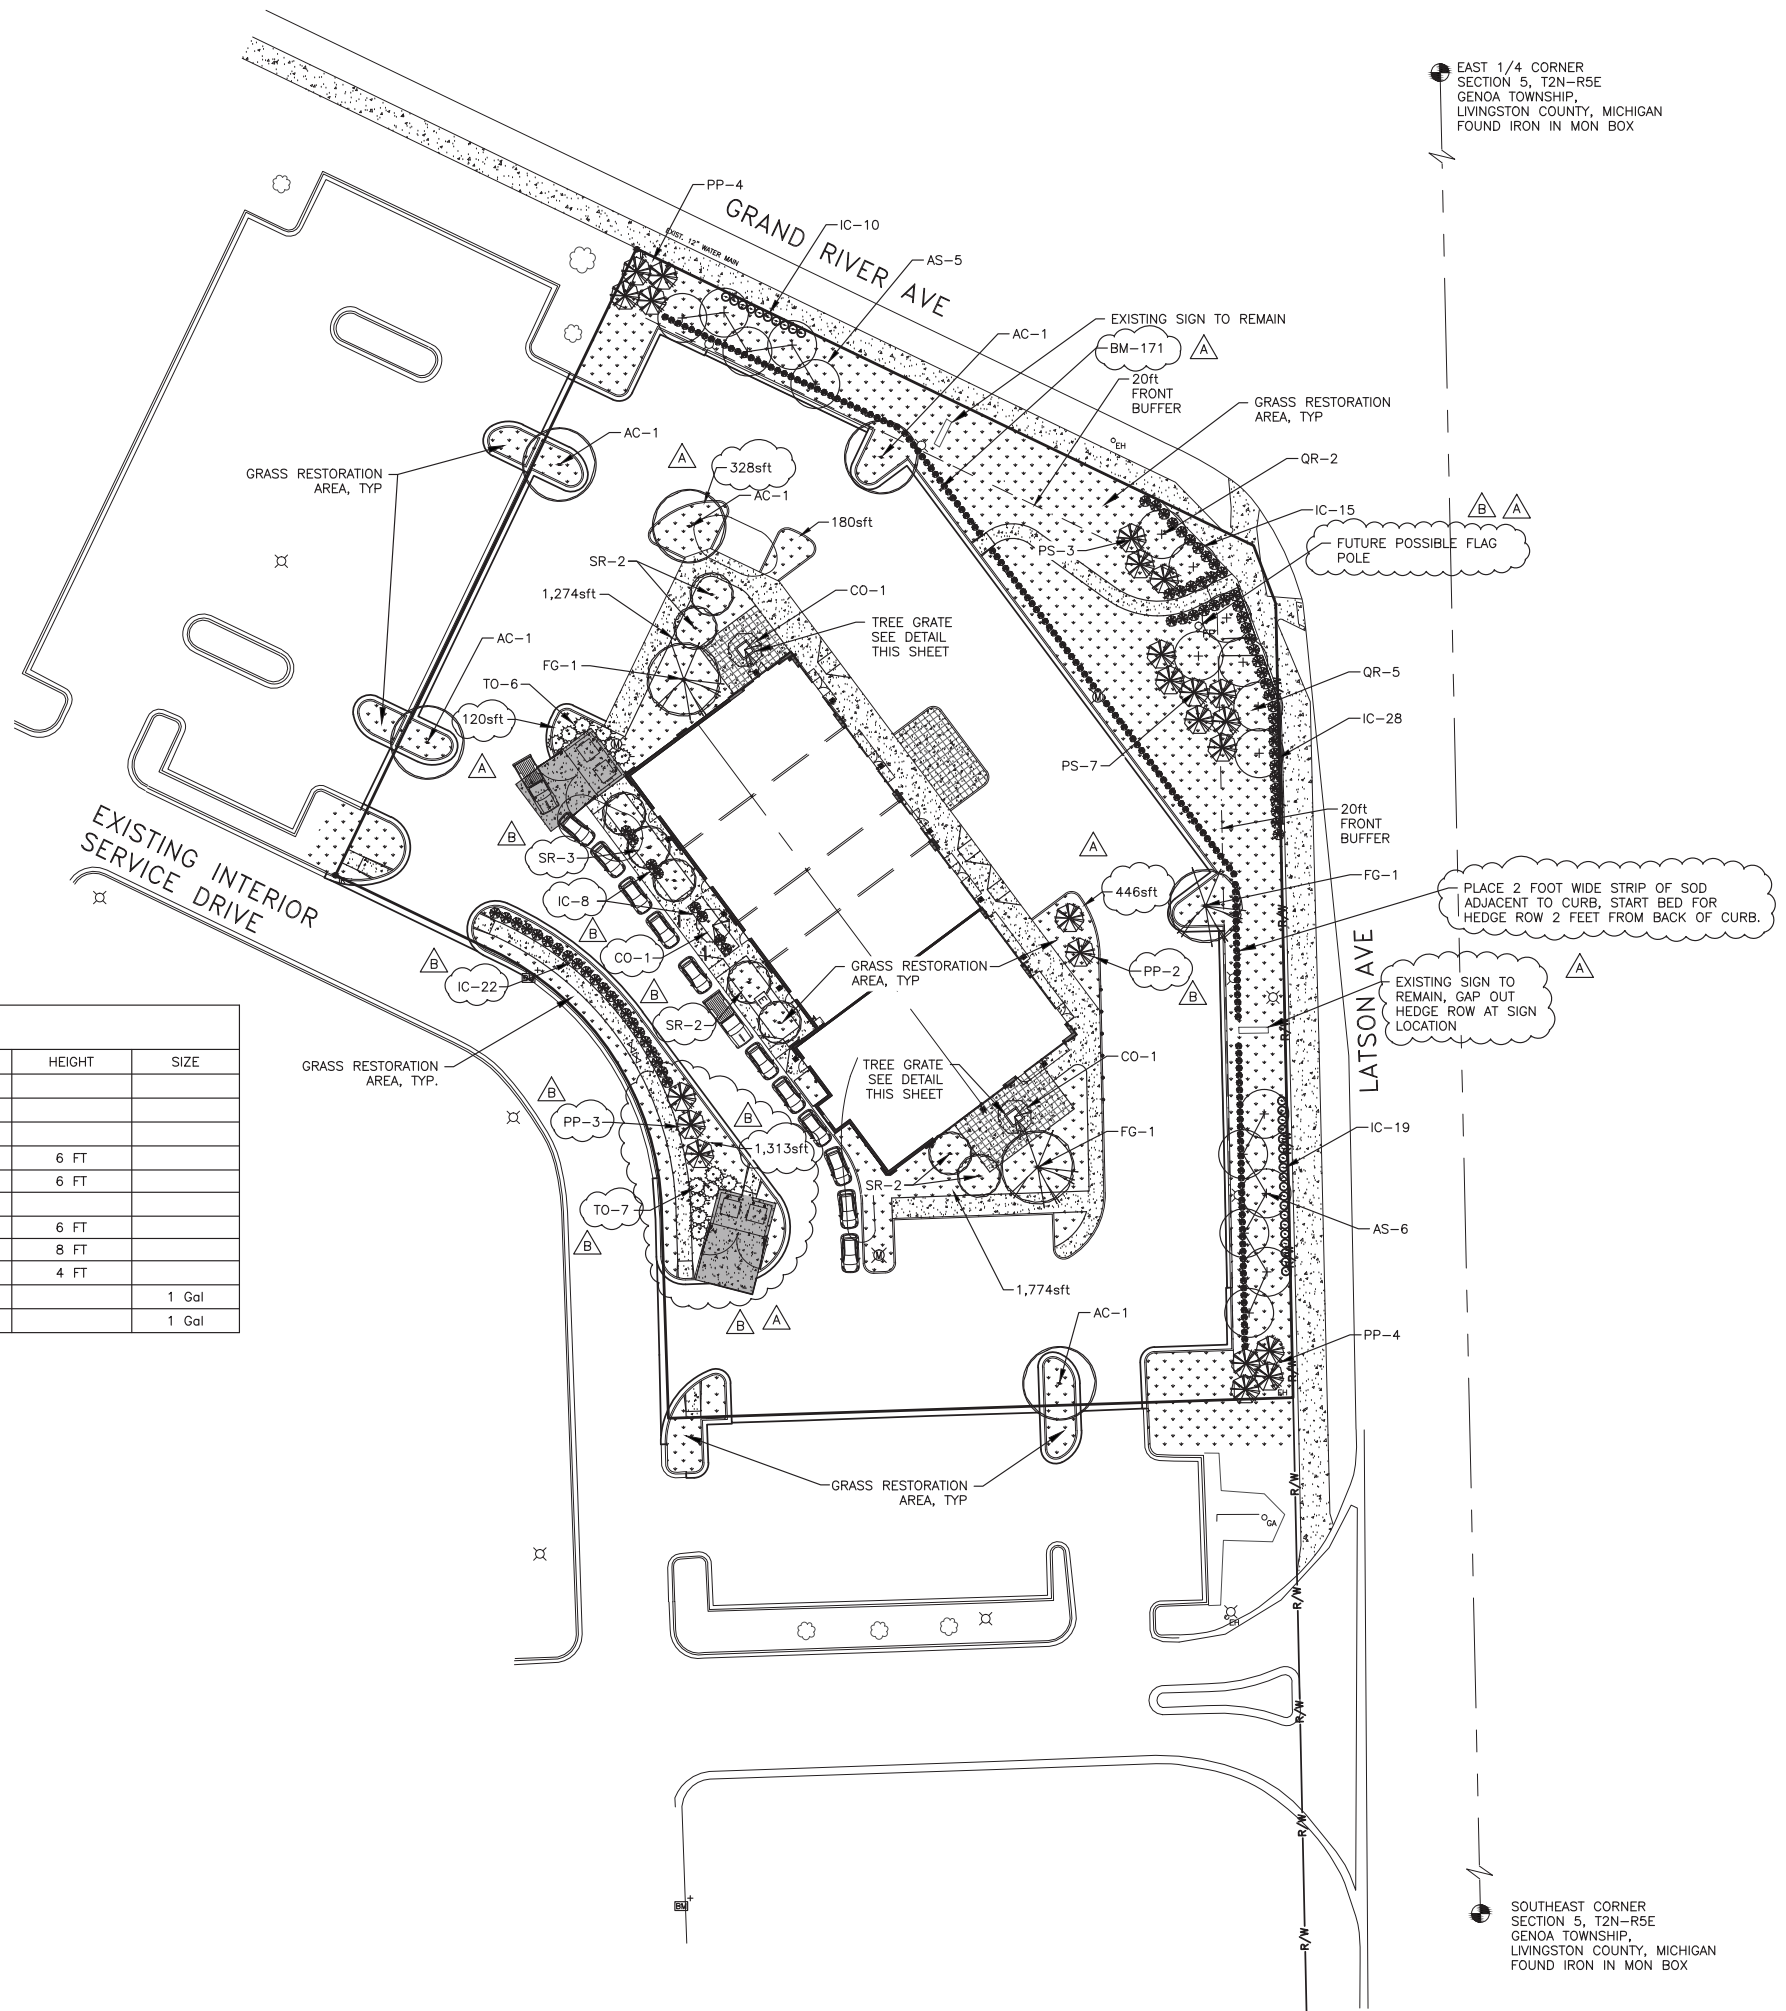 EAST 1/4 CORNER
SECTION 5, T2N-R5E
GENOA TOWNSHIP,
LIVINGSTON COUNTY, MICHIGAN
FOUND IRON IN MON BOX
PP-4
GRAND RIVER AVE
EXIST. 12" WATER MAIN
IC-10
AS-5
EXISTING SIGN TO REMAIN
AC-1
BM-171
A
20ft
FRONT
BUFFER
GRASS RESTORATION
AREA, TYP
EH
AC-1
GRASS RESTORATION
AREA, TYP
A
328sft
AC-1
180sft
QR-2
IC-15
B
A
FUTURE POSSIBLE FLAG
POLE
PS-3
SR-2
1,274sft
CO-1
TREE GRATE
SEE DETAIL
THIS SHEET
AC-1
FG-1
TO-6
120sft
A
FP
QR-5
IC-28
PS-7
20ft
FRONT
BUFFER
EXISTING INTERIOR
SERVICE DRIVE
B
SR-3
IC-8
B
CO-1
A
446sft
FG-1
PLACE 2 FOOT WIDE STRIP OF SOD
ADJACENT TO CURB, START BED FOR
HEDGE ROW 2 FEET FROM BACK OF CURB.
R/W
LATSON AVE
A
B
IC-22
BM
B
SR-2
E
GRASS RESTORATION
AREA, TYP
PP-2
B
EXISTING SIGN TO
REMAIN, GAP OUT
HEDGE ROW AT SIGN
LOCATION
R/W
HEIGHT
SIZE
6 FT
6 FT
6 FT
8 FT
4 FT
1 Gal
1 Gal
GRASS RESTORATION
AREA, TYP.
TREE GRATE
SEE DETAIL
THIS SHEET
CO-1
B
PP-3
B
1,313sft
FG-1
IC-19
SR-2
TO-7
B
AS-6
R/W
M
1,774sft
B
A
AC-1
PP-4
R/W
EH
GRASS RESTORATION
AREA, TYP
R/W
GA
R/W
EH
R/W
R/W
BM
R/W
SOUTHEAST CORNER
SECTION 5, T2N-R5E
GENOA TOWNSHIP,
LIVINGSTON COUNTY, MICHIGAN
FOUND IRON IN MON BOX